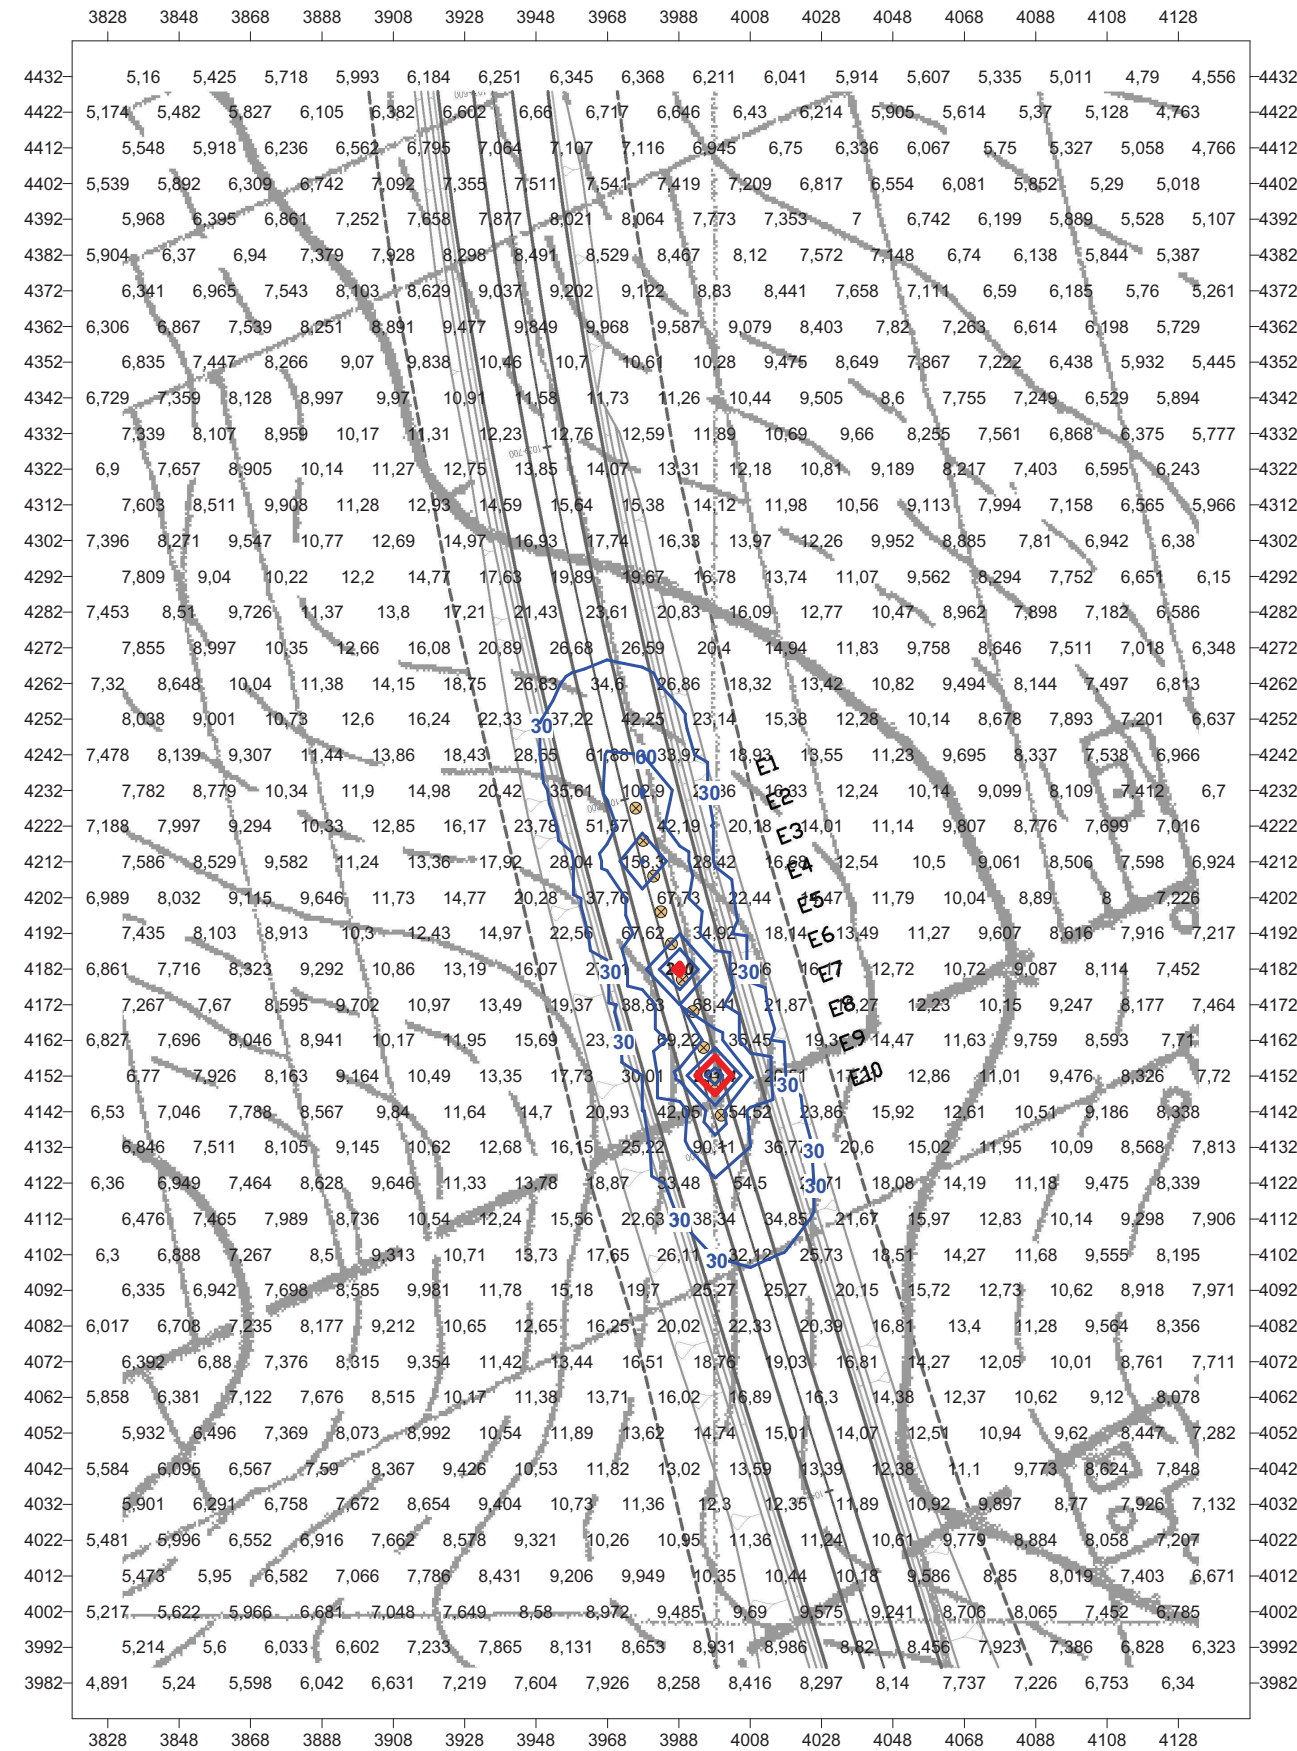 3828 3848 3868 3888 3908 3928 3948 3968 3988 4008 4028 4048 4068 4088 4108 4128
4432 5,16 5,425 5,718 5,993 6,184 6,251 6,345 6,368 6,211 6,041 5,914 5,607 5,335 5,011 4,79 4,556 4432
4422 5,174 5,482 5,827 6,105 6,382 6,602 6,66 6,717 6,646 6,43 6,214 5,905 5,614 5,37 5,128 4,763 4422
4412 5,548 5,918 6,236 6,562 6,795 7,064 7,107 7,116 6,945 6,75 6,336 6,067 5,75 5,327 5,058 4,766 4412
4402 5,539 5,892 6,309 6,742 7,092 7,355 7,511 7,541 7,419 7,209 6,817 6,554 6,081 5,852 5,29 5,018 4402
4392 5,968 6,395 6,861 7,252 7,658 7,877 8,021 8,064 7,773 7,353 7 6,742 6,199 5,889 5,528 5,107 4392
4382 5,904 6,37 6,94 7,379 7,928 8,298 8,491 8,529 8,467 8,12 7,572 7,148 6,74 6,138 5,844 5,387 4382
4372 6,341 6,965 7,543 8,103 8,629 9,037 9,202 9,122 8,83 8,441 7,658 7,111 6,59 6,185 5,76 5,261 4372
4362 6,306 6,867 7,539 8,251 8,891 9,477 9,849 9,968 9,587 9,079 8,403 7,82 7,263 6,614 6,198 5,729 4362
4352 6,835 7,447 8,266 9,07 9,838 10,46 10,7 10,61 10,28 9,475 8,649 7,867 7,222 6,438 5,932 5,445 4352
4342 6,729 7,359 8,128 8,997 9,97 10,91 11,58 11,73 11,26 10,44 9,505 8,6 7,755 7,249 6,529 5,894 4342
4332 7,339 8,107 8,959 10,17 11,31 12,23 12,76 12,59 11,89 10,69 9,66 8,255 7,561 6,868 6,375 5,777 4332
4322 6,9 7,657 8,905 10,14 11,27 12,75 13,85 14,07 13,31 12,18 10,81 9,189 8,217 7,403 6,595 6,243 4322
4312 7,603 8,511 9,908 11,28 12,93 14,59 15,64 15,38 14,12 11,98 10,56 9,113 7,994 7,158 6,565 5,966 4312
4302 7,396 8,271 9,547 10,77 12,69 14,97 16,93 17,74 16,33 13,97 12,26 9,952 8,885 7,81 6,942 6,38 4302
4292 7,809 9,04 10,22 12,2 14,77 17,63 19,89 19,67 16,78 13,74 11,07 9,562 8,294 7,752 6,651 6,15 4292
4282 7,453 8,51 9,726 11,37 13,8 17,21 21,43 23,61 20,83 16,09 12,77 10,47 8,962 7,898 7,182 6,586 4282
4272 7,855 8,997 10,35 12,66 16,08 20,89 26,68 26,59 20,4 14,94 11,83 9,758 8,646 7,511 7,018 6,348 4272
4262 7,32 8,648 10,04 11,38 14,15 18,75 26,83 34,6 26,86 18,32 13,42 10,82 9,494 8,144 7,497 6,813 4262
4252 8,038 9,001 10,73 12,6 16,24 22,33 30 37,22 42,25 23,14 15,38 12,28 10,14 8,678 7,893 7,201 6,637 4252
4242 7,478 8,139 9,307 11,44 13,86 18,43 28,55 61,88 60 33,97 18,93 E1 13,55 11,23 9,695 8,337 7,538 6,966 4242
4232 7,782 8,779 10,34 11,9 14,98 20,42 35,61 102,9 30 E2 16,33 12,24 10,14 9,099 8,109 7,412 6,7 4232
4222 7,188 7,997 9,294 10,33 12,85 16,17 23,78 51,57 42,19 20,18 E3 14,01 11,14 9,807 8,776 7,699 7,016 4222
4212 7,586 8,529 9,582 11,24 13,36 17,92 28,04 158,3 28,42 E4 12,54 10,5 9,061 8,506 7,598 6,924 4212
4202 6,989 8,032 9,115 9,646 11,73 14,77 20,28 37,76 67,73 22,44 E5 11,79 10,04 8,89 8 7,226 4202
4192 7,435 8,103 8,913 10,3 12,43 14,97 22,56 67,62 34,92 18,14 E6 13,49 11,27 9,607 8,616 7,916 7,217 4192
4182 6,861 7,716 8,323 9,292 10,86 13,19 16,07 30 30 E7 12,72 10,72 9,087 8,114 7,452 4182
4172 7,267 7,67 8,595 9,702 10,97 13,49 19,37 38,83 21,87 E8 12,23 10,15 9,247 8,177 7,464 4172
4162 6,827 7,696 8,046 8,941 10,17 11,95 15,69 30 69,22 35,45 E9 14,47 11,63 9,759 8,593 7,71 4162
4152 6,77 7,926 8,163 9,164 10,49 13,35 17,73 30,01 30 E10 12,86 11,01 9,476 8,326 7,72 4152
4142 6,53 7,046 7,788 8,567 9,84 11,64 14,7 20,93 42,05 54,52 23,86 15,92 12,61 10,51 9,186 8,338 4142
4132 6,846 7,511 8,105 9,145 10,62 12,68 16,15 25,22 90,11 30 20,6 15,02 11,95 10,09 8,568 7,813 4132
4122 6,36 6,949 7,464 8,628 9,646 11,33 13,78 18,87 33,48 54,5 30 18,08 14,19 11,18 9,475 8,339 4122
4112 6,476 7,465 7,989 8,736 10,54 12,24 15,56 22,63 30 38,34 34,85 21,67 15,97 12,83 10,14 9,298 7,906 4112
4102 6,3 6,888 7,267 8,5 9,313 10,71 13,73 17,65 26,11 30 32,12 25,73 18,51 14,27 11,68 9,555 8,195 4102
4092 6,335 6,942 7,698 8,585 9,981 11,78 15,18 19,7 25,27 25,27 20,15 15,72 12,73 10,62 8,918 7,971 4092
4082 6,017 6,708 7,235 8,177 9,212 10,65 12,65 16,25 20,02 22,33 20,39 16,81 13,4 11,28 9,564 8,356 4082
4072 6,392 6,88 7,376 8,315 9,354 11,42 13,44 16,51 18,76 19,03 16,81 14,27 12,05 10,01 8,761 7,711 4072
4062 5,858 6,381 7,122 7,676 8,515 10,17 11,38 13,71 16,02 16,89 16,3 14,38 12,37 10,62 9,12 8,078 4062
4052 5,932 6,496 7,369 8,073 8,992 10,54 11,89 13,62 14,74 15,01 14,07 12,51 10,94 9,62 8,447 7,282 4052
4042 5,584 6,095 6,567 7,59 8,367 9,426 10,53 11,82 13,02 13,59 13,39 12,38 11,1 9,773 8,624 7,848 4042
4032 5,901 6,291 6,758 7,672 8,654 9,404 10,73 11,36 12,3 12,35 11,89 10,92 9,897 8,77 7,926 7,132 4032
4022 5,481 5,996 6,552 6,916 7,662 8,578 9,321 10,26 10,95 11,36 11,24 10,61 9,779 8,884 8,058 7,207 4022
4012 5,473 5,95 6,582 7,066 7,786 8,431 9,206 9,949 10,35 10,44 10,18 9,586 8,85 8,019 7,403 6,671 4012
4002 5,217 5,622 5,966 6,681 7,048 7,649 8,58 8,972 9,485 9,69 9,575 9,241 8,706 8,065 7,452 6,785 4002
3992 5,214 5,6 6,033 6,602 7,233 7,865 8,131 8,653 8,931 8,986 8,82 8,456 7,923 7,386 6,828 6,323 3992
3982 4,891 5,24 5,598 6,042 6,631 7,219 7,604 7,926 8,258 8,416 8,297 8,14 7,737 7,226 6,753 6,34 3982
3828 3848 3868 3888 3908 3928 3948 3968 3988 4008 4028 4048 4068 4088 4108 4128